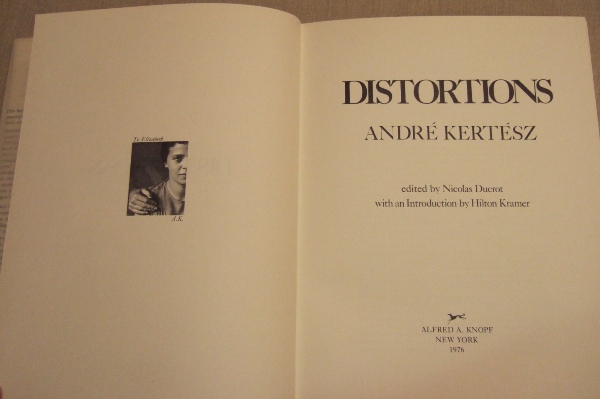 To Elizabeth
A.K.
DISTORTIONS
ANDRÉ KERTÉSZ
edited by Nicolas Ducrot
with an Introduction by Hilton Kramer
ALFRED A. KNOPF
NEW YORK
1976